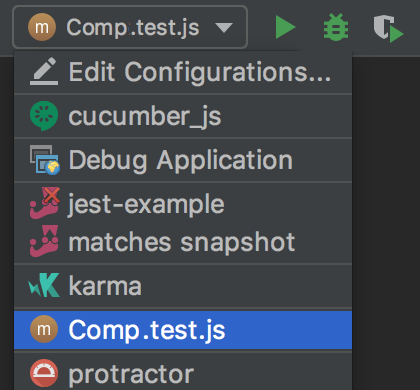 m Comp.test.js
Edit Configurations...
cucumber_js
Debug Application
jest-example
matches snapshot
karma
m Comp.test.js
protractor